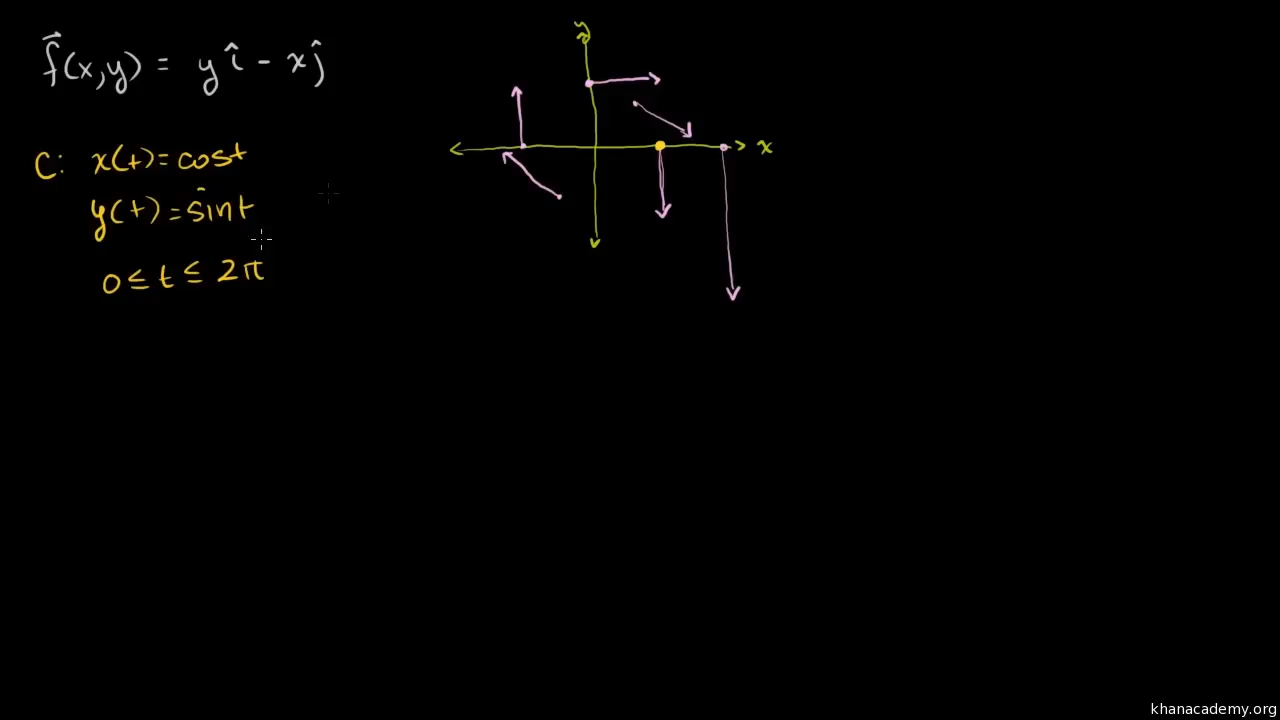 f⃗(x,y) = y î - x ĵ
C: x(t) = cos t
y(t) = sin t
0 ≤ t ≤ 2π
y
x
khanacademy.org